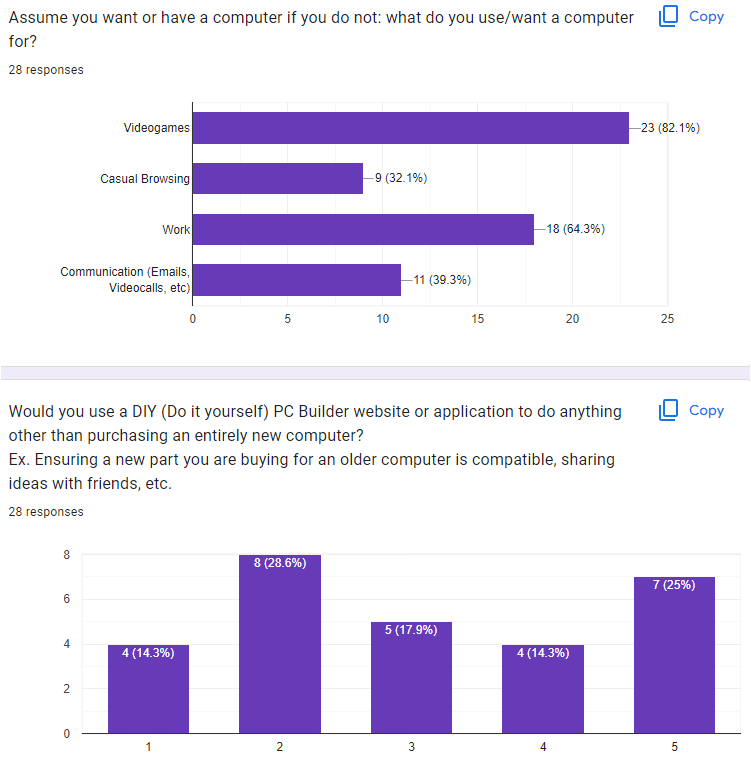 Assume you want or have a computer if you do not: what do you use/want a computer
for?
Copy
28 responses
Videogames
23 (82.1%)
Casual Browsing
9 (32.1%)
Work
18 (64.3%)
Communication (Emails,
Videocalls, etc)
11 (39.3%)
0 5 10 15 20 25
Would you use a DIY (Do it yourself) PC Builder website or application to do anything
other than purchasing an entirely new computer?
Ex. Ensuring a new part you are buying for an older computer is compatible, sharing
ideas with friends, etc.
Copy
28 responses
8
6
4
2
0
4 (14.3%)
8 (28.6%)
5 (17.9%)
4 (14.3%)
7 (25%)
1 2 3 4 5